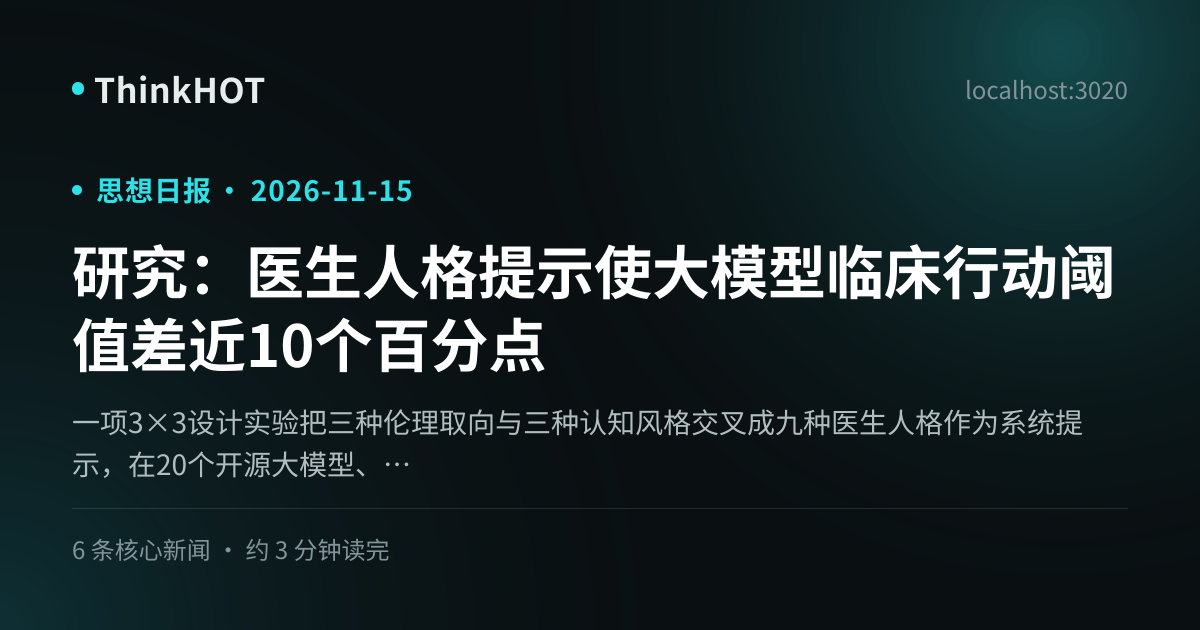 ThinkHOT
localhost:3020
思想日报 · 2026-11-15
研究：医生人格提示使大模型临床行动阈
值差近10个百分点
一项3×3设计实验把三种伦理取向与三种认知风格交叉成九种医生人格作为系统提
示，在20个开源大模型、…
6 条核心新闻 · 约 3 分钟读完